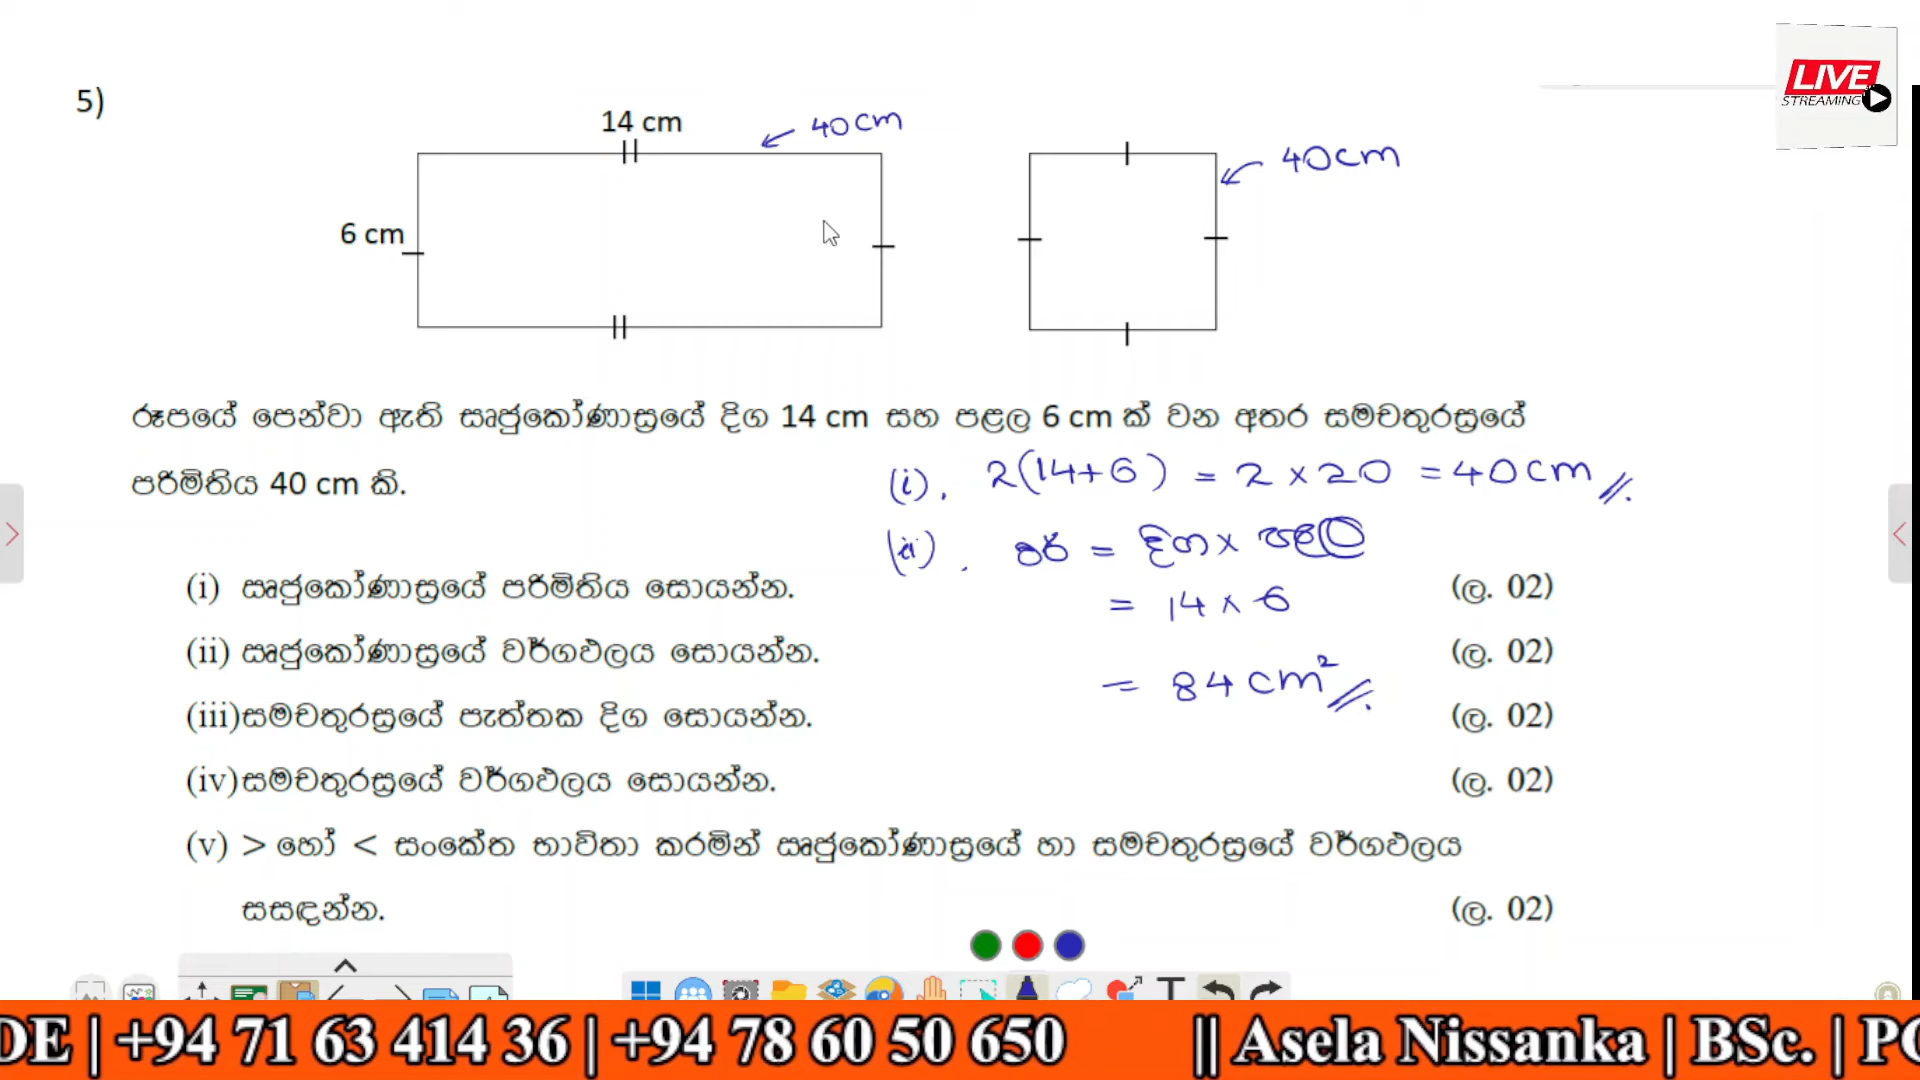 LIVE
STREAMING
5)
14 cm
40cm
40cm
6 cm
රූපයේ පෙන්වා ඇති සෘජුකෝණාස්‍රයේ දිග 14 cm සහ පළල 6 cm ක් වන අතර සමචතුරස්‍රයේ
පරිමිතිය 40 cm කි.
(i). 2(14+6) = 2 × 20 = 40cm
(ii). වර් = දිග × පළල
(i) සෘජුකෝණාස්‍රයේ පරිමිතිය සොයන්න. (ල. 02)
= 14 × 6
(ii) සෘජුකෝණාස්‍රයේ වර්ගඵලය සොයන්න. (ල. 02)
= 84 cm²
(iii) සමචතුරස්‍රයේ පැත්තක දිග සොයන්න. (ල. 02)
(iv) සමචතුරස්‍රයේ වර්ගඵලය සොයන්න. (ල. 02)
(v) > හෝ < සංකේත භාවිතා කරමින් සෘජුකෝණාස්‍රයේ හා සමචතුරස්‍රයේ වර්ගඵලය
සසඳන්න. (ල. 02)
DE | +94 71 63 414 36 | +94 78 60 50 650 || Asela Nissanka | BSc. |